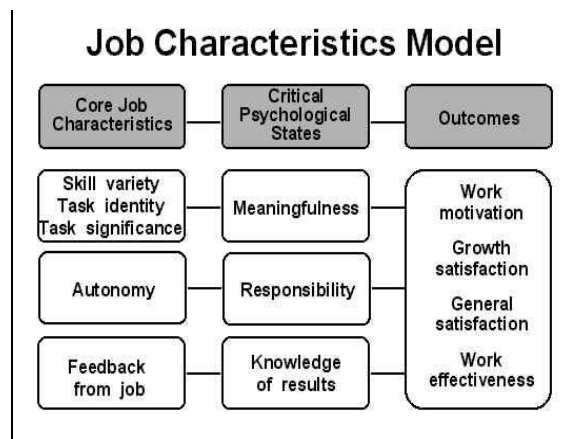 Job Characteristics Model
Core Job
Characteristics
Critical
Psychological
States
Outcomes
Skill variety
Task identity
Task significance
Meaningfulness
Autonomy
Responsibility
Feedback
from job
Knowledge
of results
Work
motivation
Growth
satisfaction
General
satisfaction
Work
effectiveness